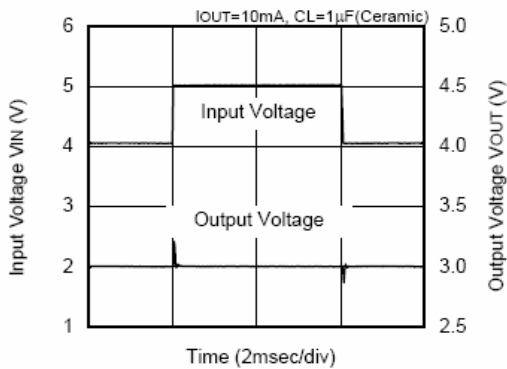 IOUT=10mA, CL=1μF(Ceramic)
6
5
4
3
2
1
Input Voltage VIN (V)
Input Voltage
Output Voltage
5.0
4.5
4.0
3.5
3.0
2.5
Output Voltage VOUT (V)
Time (2msec/div)